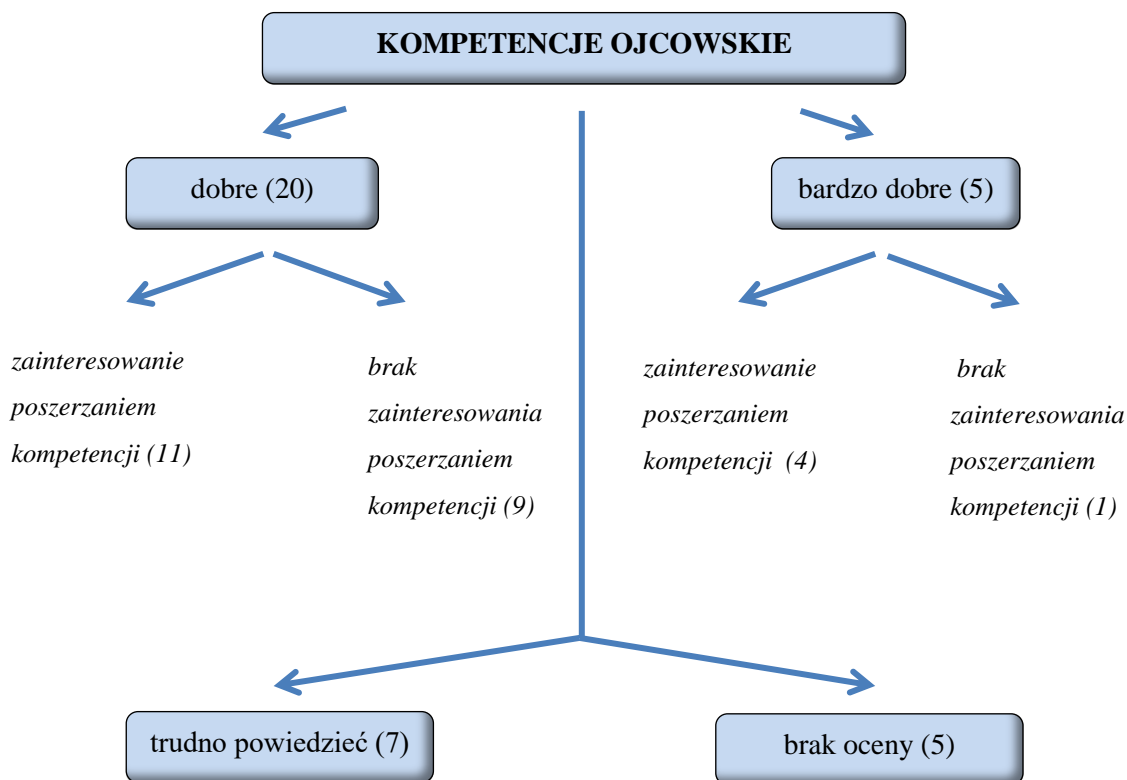 KOMPETENCJE OJCOWSKIE
dobre (20)
bardzo dobre (5)
zainteresowanie
poszerzaniem
kompetencji (11)
brak
zainteresowania
poszerzaniem
kompetencji (9)
zainteresowanie
poszerzaniem
kompetencji (4)
brak
zainteresowania
poszerzaniem
kompetencji (1)
trudno powiedzieć (7)
brak oceny (5)